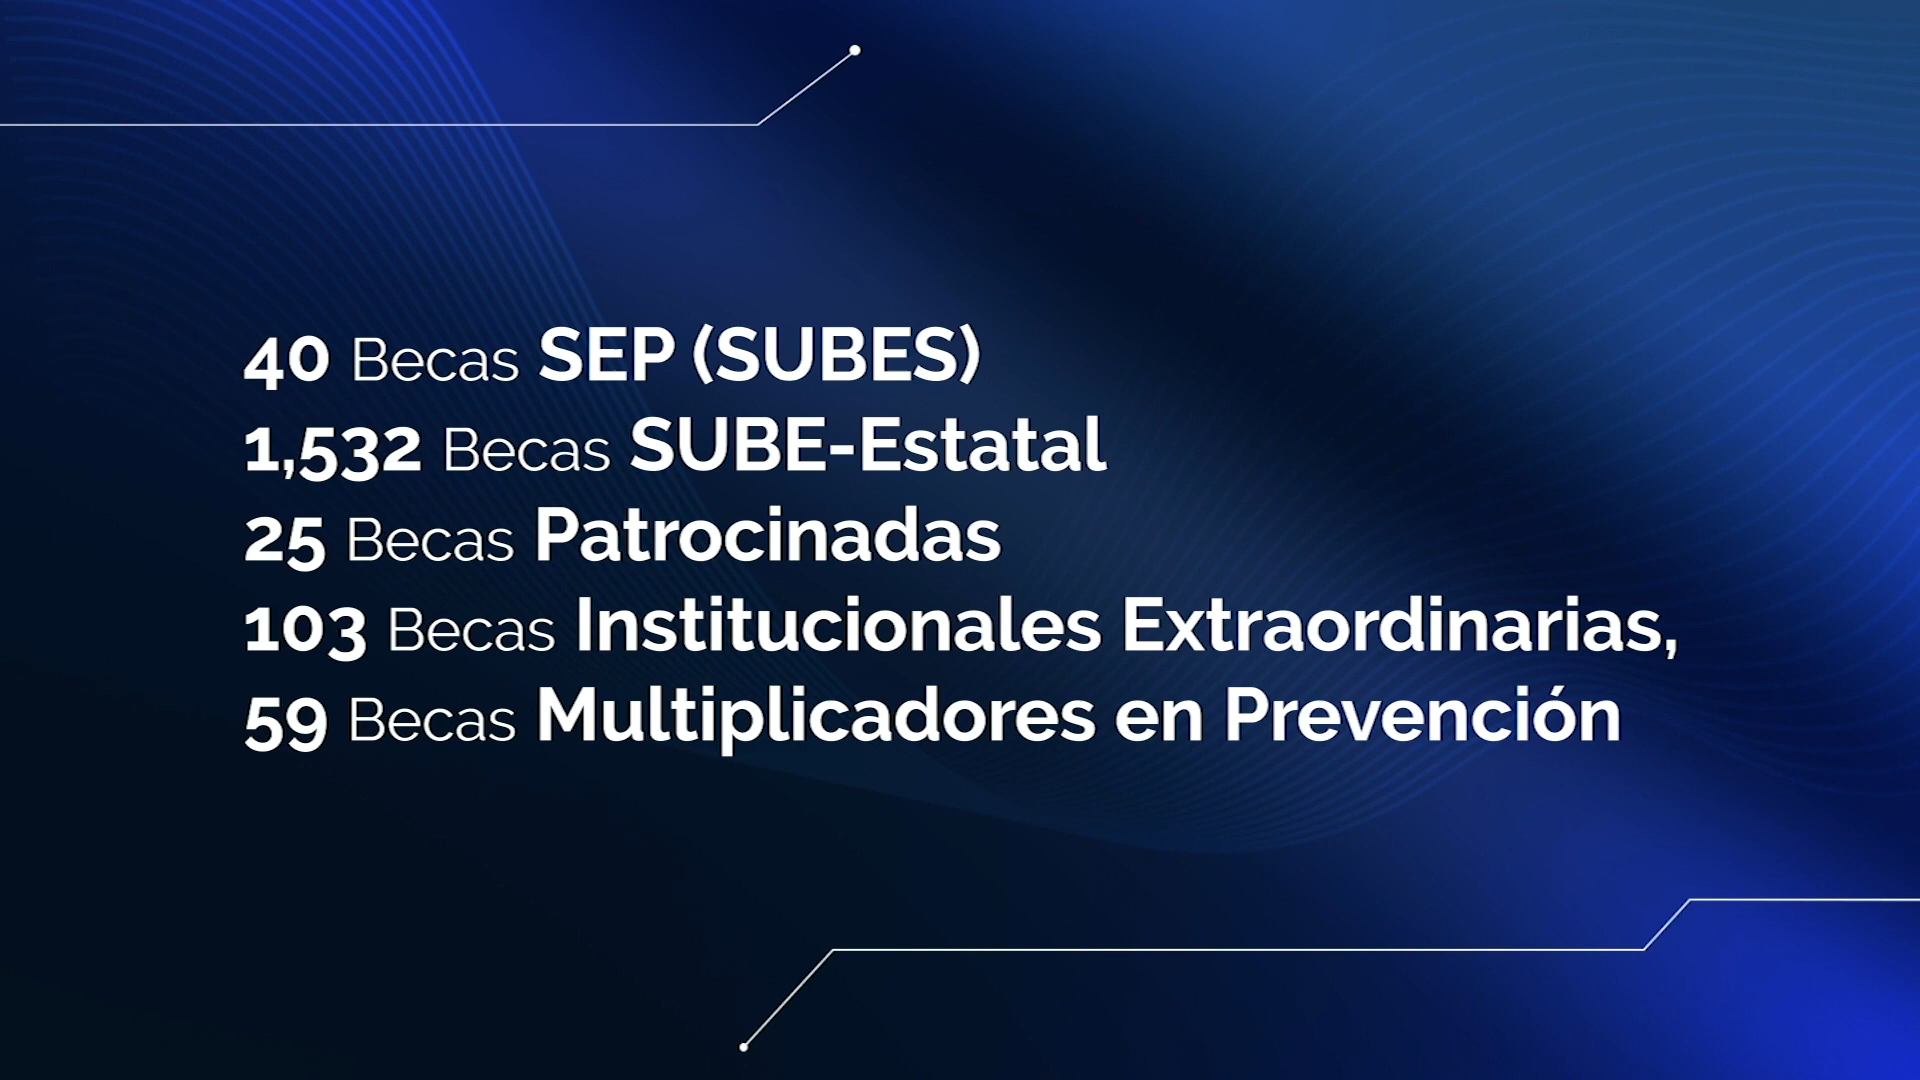 40 Becas SEP (SUBES)
1,532 Becas SUBE-Estatal
25 Becas Patrocinadas
103 Becas Institucionales Extraordinarias,
59 Becas Multiplicadores en Prevención